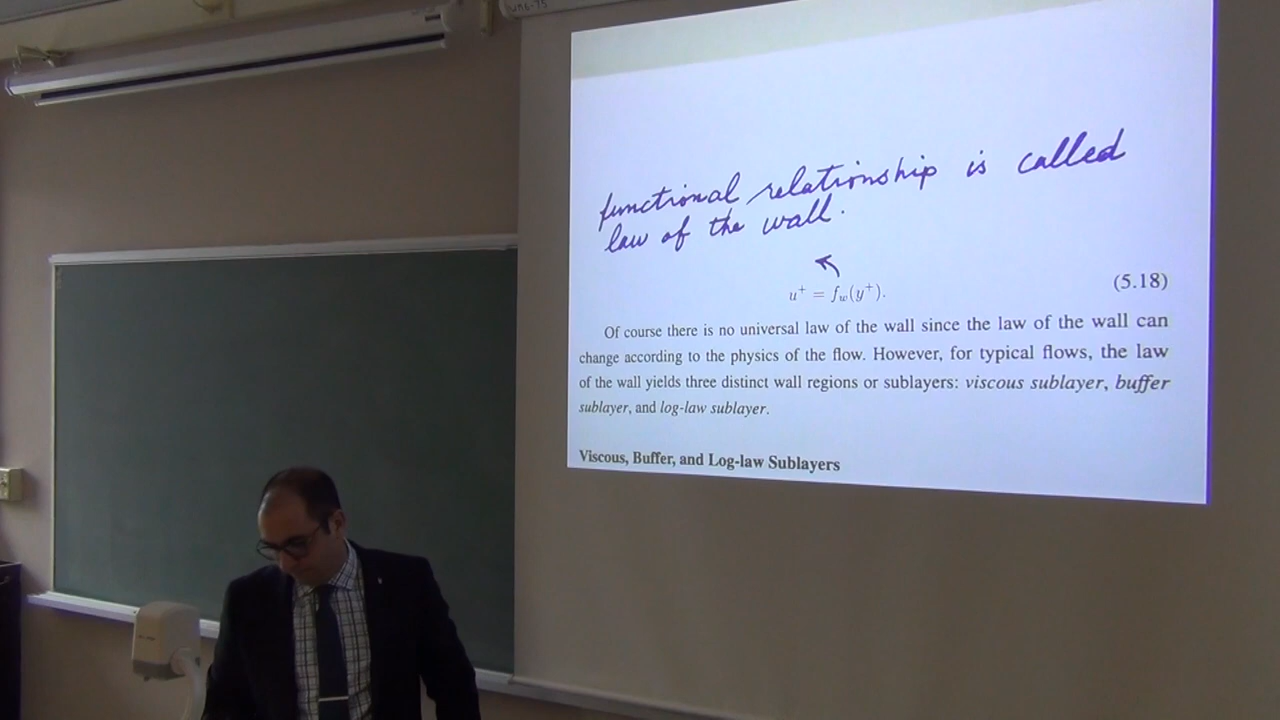 functional relationship is called
law of the wall.
u⁺ = f_w(y⁺).
(5.18)
Of course there is no universal law of the wall since the law of the wall can
change according to the physics of the flow. However, for typical flows, the law
of the wall yields three distinct wall regions or sublayers: viscous sublayer, buffer
sublayer, and log-law sublayer.
Viscous, Buffer, and Log-law Sublayers